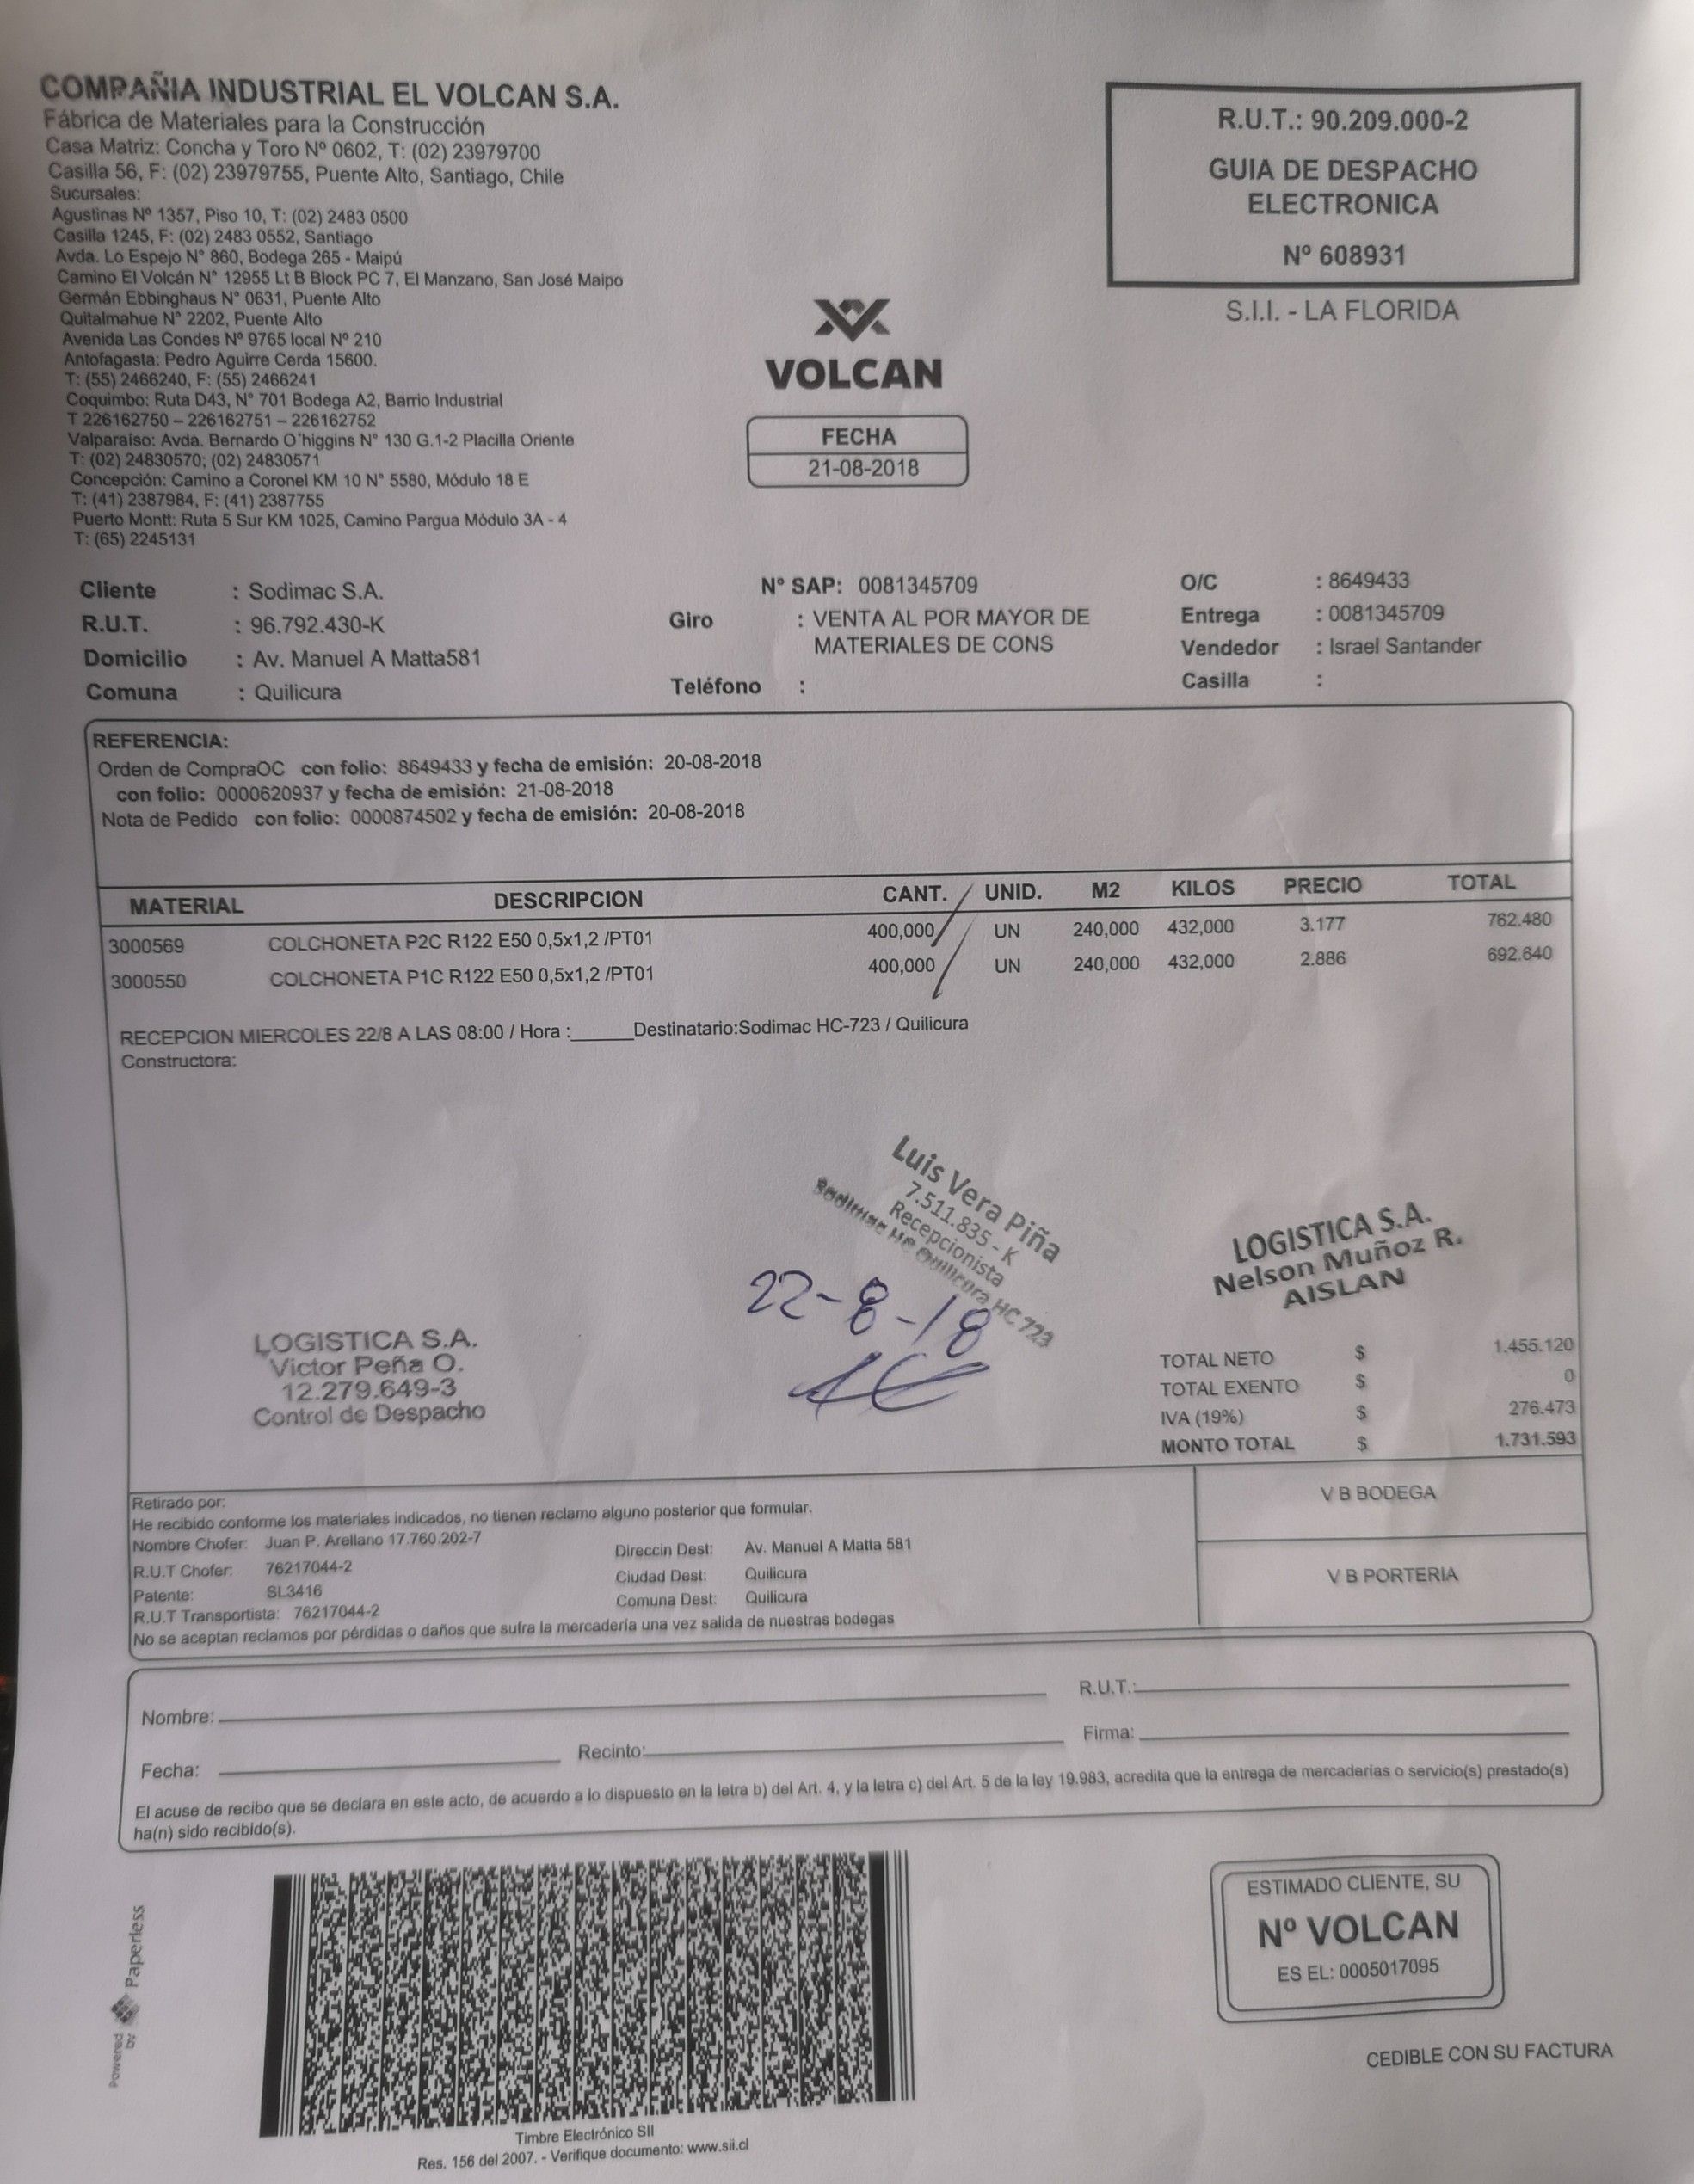 COMPAÑIA INDUSTRIAL EL VOLCAN S.A.
Fábrica de Materiales para la Construcción
Casa Matriz: Concha y Toro Nº 0602, T: (02) 23979700
Casilla 56, F: (02) 23979755, Puente Alto, Santiago, Chile
Sucursales:
Agustinas Nº 1357, Piso 10, T: (02) 2483 0500
Casilla 1245, F: (02) 2483 0552, Santiago
Avda. Lo Espejo N° 860, Bodega 265 - Maipú
Camino El Volcán N° 12955 Lt B Block PC 7, El Manzano, San José Maipo
Germán Ebbinghaus N° 0631, Puente Alto
Quitalmahue N° 2202, Puente Alto
Avenida Las Condes Nº 9765 local Nº 210
Antofagasta: Pedro Aguirre Cerda 15600.
T: (55) 2466240, F: (55) 2466241
Coquimbo: Ruta D43, N° 701 Bodega A2, Barrio Industrial
T 226162750 – 226162751 – 226162752
Valparaíso: Avda. Bernardo O'higgins N° 130 G.1-2 Placilla Oriente
T: (02) 24830570; (02) 24830571
Concepción: Camino a Coronel KM 10 N° 5580, Módulo 18 E
T: (41) 2387984, F: (41) 2387755
Puerto Montt: Ruta 5 Sur KM 1025, Camino Pargua Módulo 3A - 4
T: (65) 2245131
VOLCAN
FECHA
21-08-2018
R.U.T.: 90.209.000-2
GUIA DE DESPACHO
ELECTRONICA
Nº 608931
S.I.I. - LA FLORIDA
Cliente : Sodimac S.A.
R.U.T. : 96.792.430-K
Domicilio : Av. Manuel A Matta581
Comuna : Quilicura
Nº SAP: 0081345709
Giro : VENTA AL POR MAYOR DE
MATERIALES DE CONS
Teléfono :
O/C : 8649433
Entrega : 0081345709
Vendedor : Israel Santander
Casilla :
REFERENCIA:
Orden de CompraOC con folio: 8649433 y fecha de emisión: 20-08-2018
con folio: 0000620937 y fecha de emisión: 21-08-2018
Nota de Pedido con folio: 0000874502 y fecha de emisión: 20-08-2018
MATERIAL DESCRIPCION CANT. UNID. M2 KILOS PRECIO TOTAL
3000569 COLCHONETA P2C R122 E50 0,5x1,2 /PT01 400,000 UN 240,000 432,000 3.177 762.480
3000550 COLCHONETA P1C R122 E50 0,5x1,2 /PT01 400,000 UN 240,000 432,000 2.886 692.640
RECEPCION MIERCOLES 22/8 A LAS 08:00 / Hora :______Destinatario:Sodimac HC-723 / Quilicura
Constructora:
Luis Vera Piña
7.511.835 - K
Recepcionista
Sodimac HC Quilicura HC 723
22-8-18
LOGISTICA S.A.
Nelson Muñoz R.
AISLAN
LOGISTICA S.A.
Victor Peña O.
12.279.649-3
Control de Despacho
TOTAL NETO $ 1.455.120
TOTAL EXENTO $ 0
IVA (19%) $ 276.473
MONTO TOTAL $ 1.731.593
Retirado por:
He recibido conforme los materiales indicados, no tienen reclamo alguno posterior que formular.
Nombre Chofer: Juan P. Arellano 17.760.202-7
R.U.T Chofer: 76217044-2
Patente: SL3416
R.U.T Transportista: 76217044-2
Direccin Dest: Av. Manuel A Matta 581
Ciudad Dest: Quilicura
Comuna Dest: Quilicura
No se aceptan reclamos por pérdidas o daños que sufra la mercadería una vez salida de nuestras bodegas
V B BODEGA
V B PORTERIA
Nombre: R.U.T.:
Fecha: Recinto: Firma:
El acuse de recibo que se declara en este acto, de acuerdo a lo dispuesto en la letra b) del Art. 4, y la letra c) del Art. 5 de la ley 19.983, acredita que la entrega de mercaderías o servicio(s) prestado(s)
ha(n) sido recibido(s).
Powered by Paperless
Timbre Electrónico SII
Res. 156 del 2007. - Verifique documento: www.sii.cl
ESTIMADO CLIENTE, SU
Nº VOLCAN
ES EL: 0005017095
CEDIBLE CON SU FACTURA